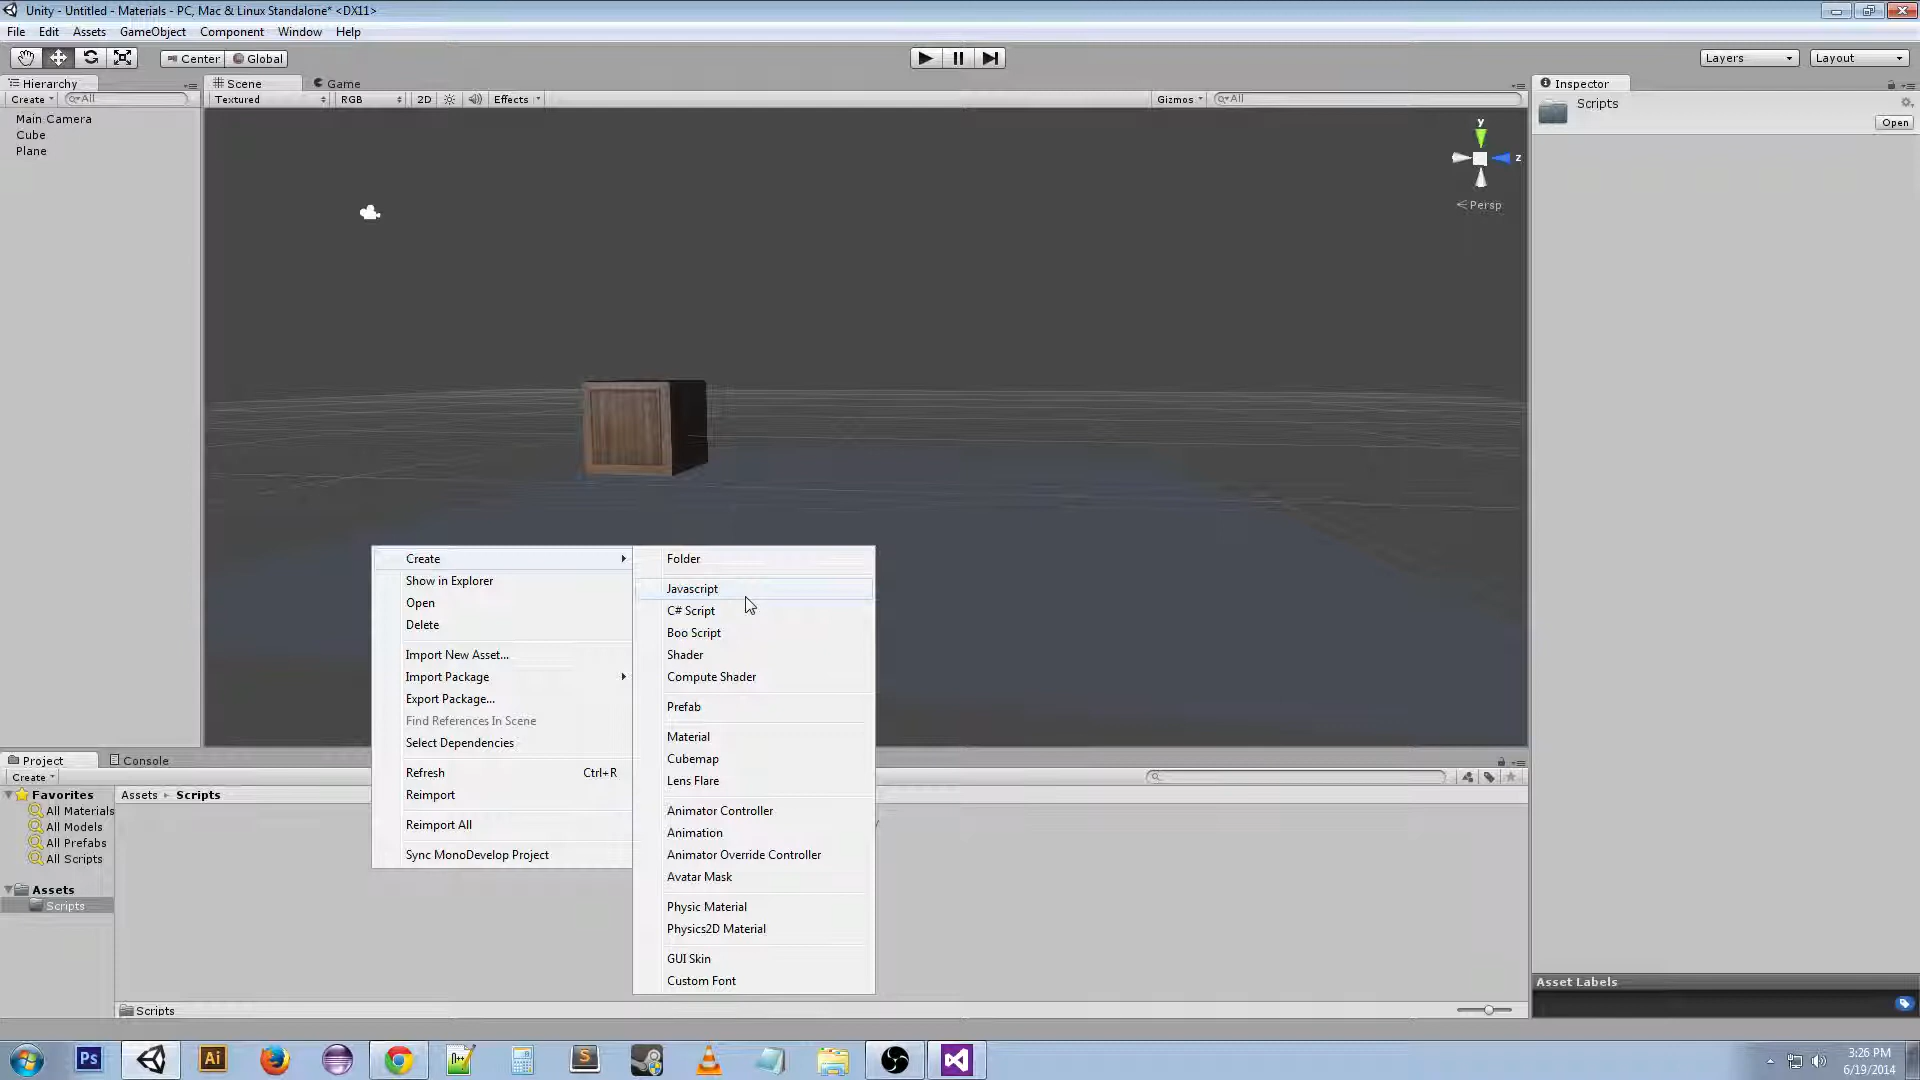 Unity - Untitled - Materials - PC, Mac & Linux Standalone* <DX11>
File Edit Assets GameObject Component Window Help
Center Global
Layers Layout
Hierarchy
Scene Game
Inspector
Create All
Textured RGB 2D Effects
Gizmos All
Scripts
Open
Main Camera
Cube
Plane
y
z
Persp
Create
Show in Explorer
Open
Delete
Import New Asset...
Import Package
Export Package...
Find References In Scene
Select Dependencies
Refresh Ctrl+R
Reimport
Reimport All
Sync MonoDevelop Project
Folder
Javascript
C# Script
Boo Script
Shader
Compute Shader
Prefab
Material
Cubemap
Lens Flare
Animator Controller
Animation
Animator Override Controller
Avatar Mask
Physic Material
Physics2D Material
GUI Skin
Custom Font
Project Console
Create
Favorites
All Materials
All Models
All Prefabs
All Scripts
Assets
Scripts
Assets Scripts
Scripts
Asset Labels
Ps
Ai
S
3:26 PM
6/19/2014